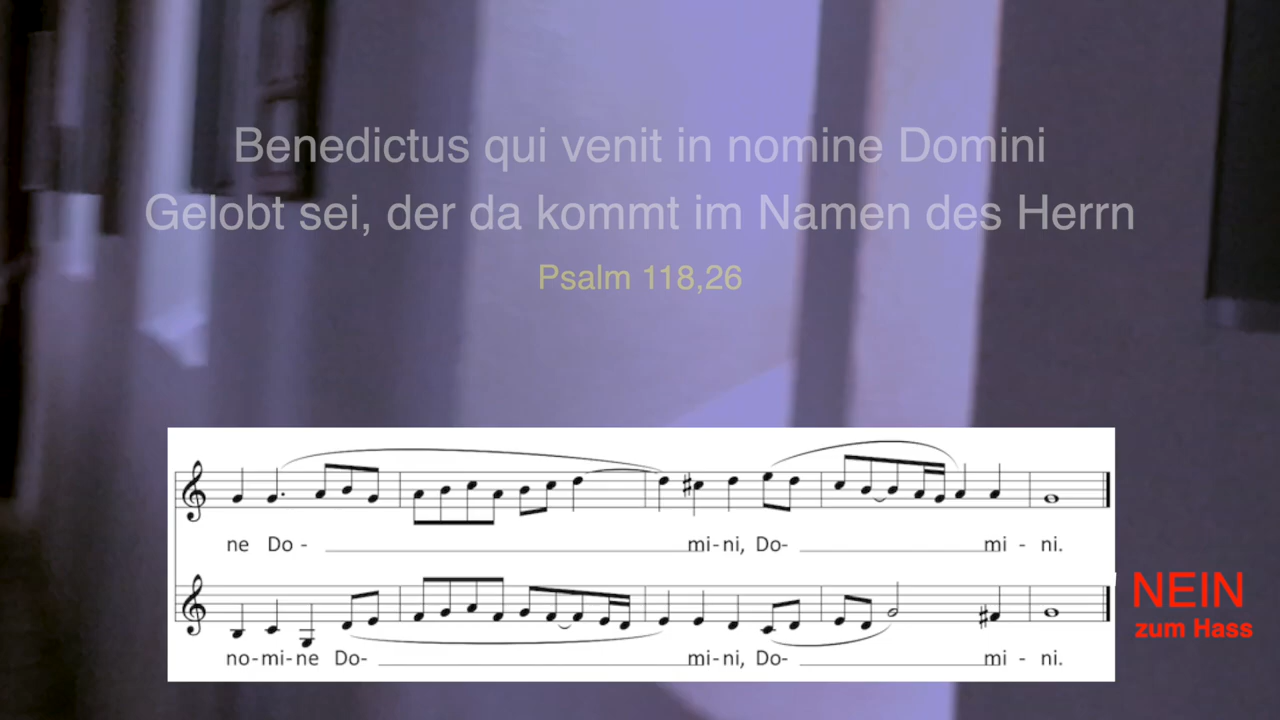 Benedictus qui venit in nomine Domini
Gelobt sei, der da kommt im Namen des Herrn
Psalm 118,26
ne Do - mi-ni, Do- mi - ni.
no-mi-ne Do- mi-ni, Do- mi - ni.
NEIN
zum Hass